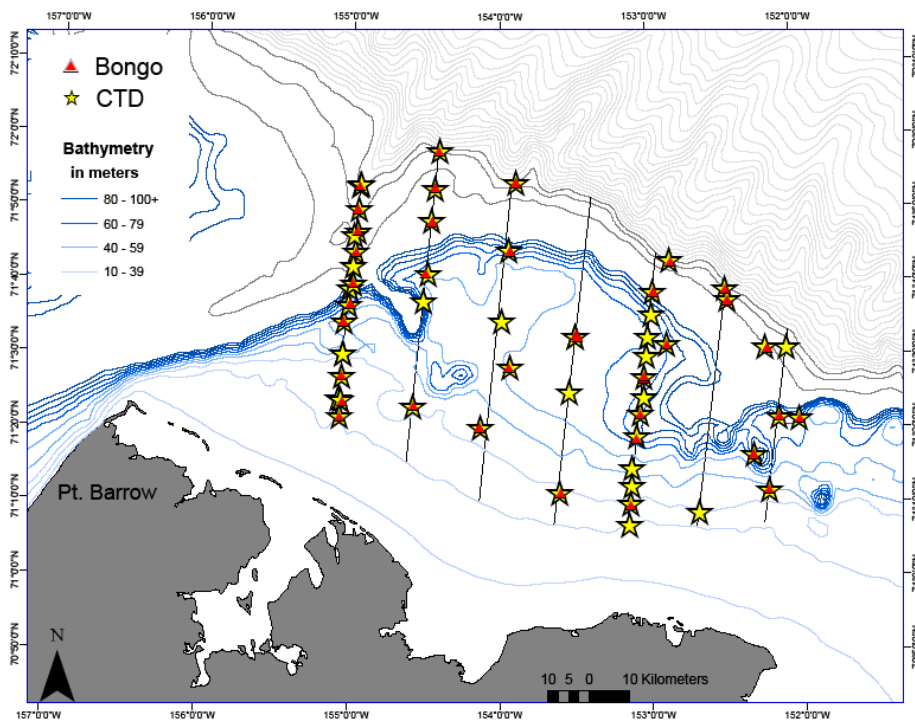 157°0'0"W 156°0'0"W 155°0'0"W 154°0'0"W 153°0'0"W 152°0'0"W
72°10'0"N
Bongo
CTD
72°0'0"N
Bathymetry
in meters
80 - 100+
71°50'0"N
60 - 79
40 - 59
10 - 39
71°40'0"N
71°30'0"N
71°20'0"N
Pt. Barrow
71°10'0"N
71°0'0"N
N
70°50'0"N
10 5 0 10 Kilometers
157°0'0"W 156°0'0"W 155°0'0"W 154°0'0"W 153°0'0"W 152°0'0"W